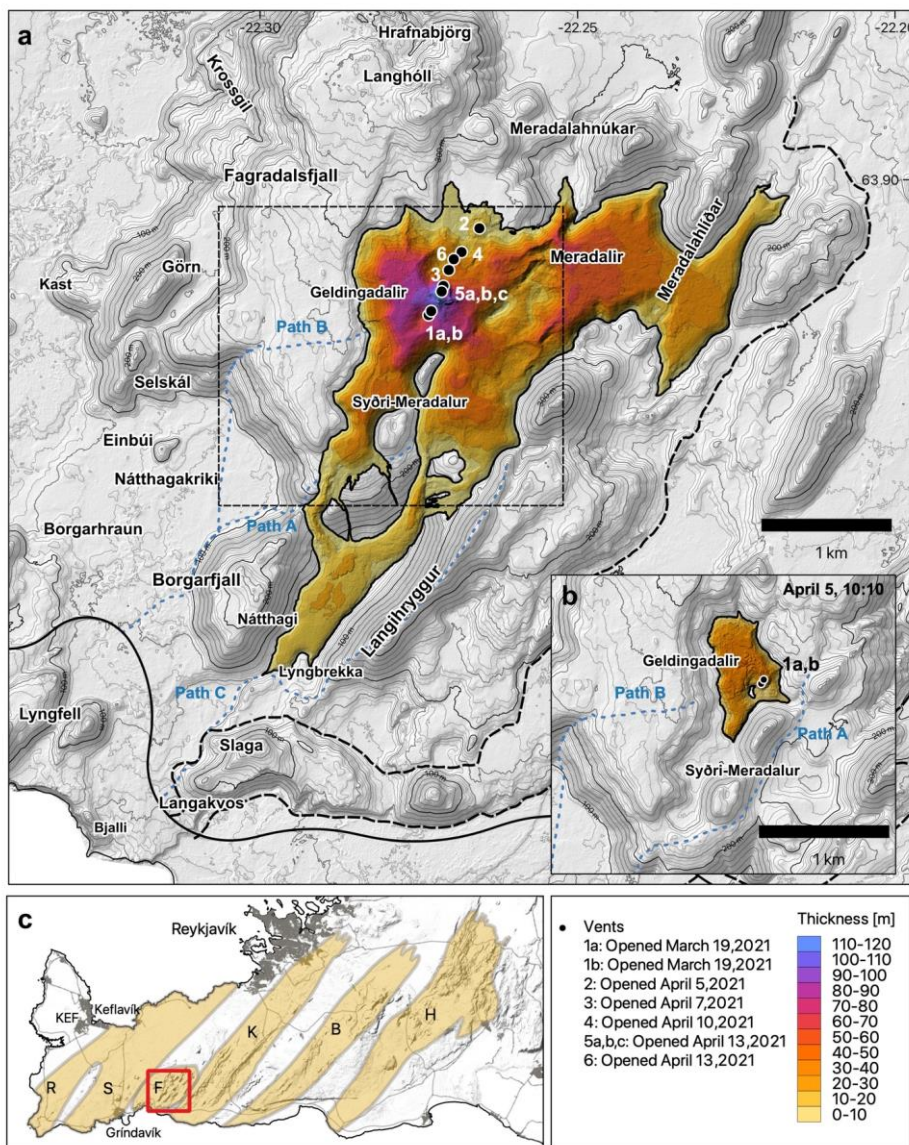 a
-22.30
-22.25
-22.20
Hrafnabjörg
Langhóll
Krossgil
Meradalahnúkar
Fagradalsfjall
63.90
200 m
100 m
Kast
Görn
Geldingadalir
2
6
4
3
5a,b,c
1a,b
Meradalir
Meradalahlíðar
Path B
Selskál
Syðri-Meradalur
Einbúi
Nátthagakriki
Borgarhraun
Path A
1 km
Borgarfjall
Nátthagi
Langihryggur
Lyngbrekka
Path C
Lyngfell
Slaga
Langakvos
Bjalli
b
April 5, 10:10
Geldingadalir
1a,b
Path B
Path A
Syðri-Meradalur
1 km
c
Reykjavík
KEF
Keflavík
R
S
F
K
B
H
Gríndavík
Vents
1a: Opened March 19,2021
1b: Opened March 19,2021
2: Opened April 5,2021
3: Opened April 7,2021
4: Opened April 10,2021
5a,b,c: Opened April 13,2021
6: Opened April 13,2021
Thickness [m]
110-120
100-110
90-100
80-90
70-80
60-70
50-60
40-50
30-40
20-30
10-20
0-10